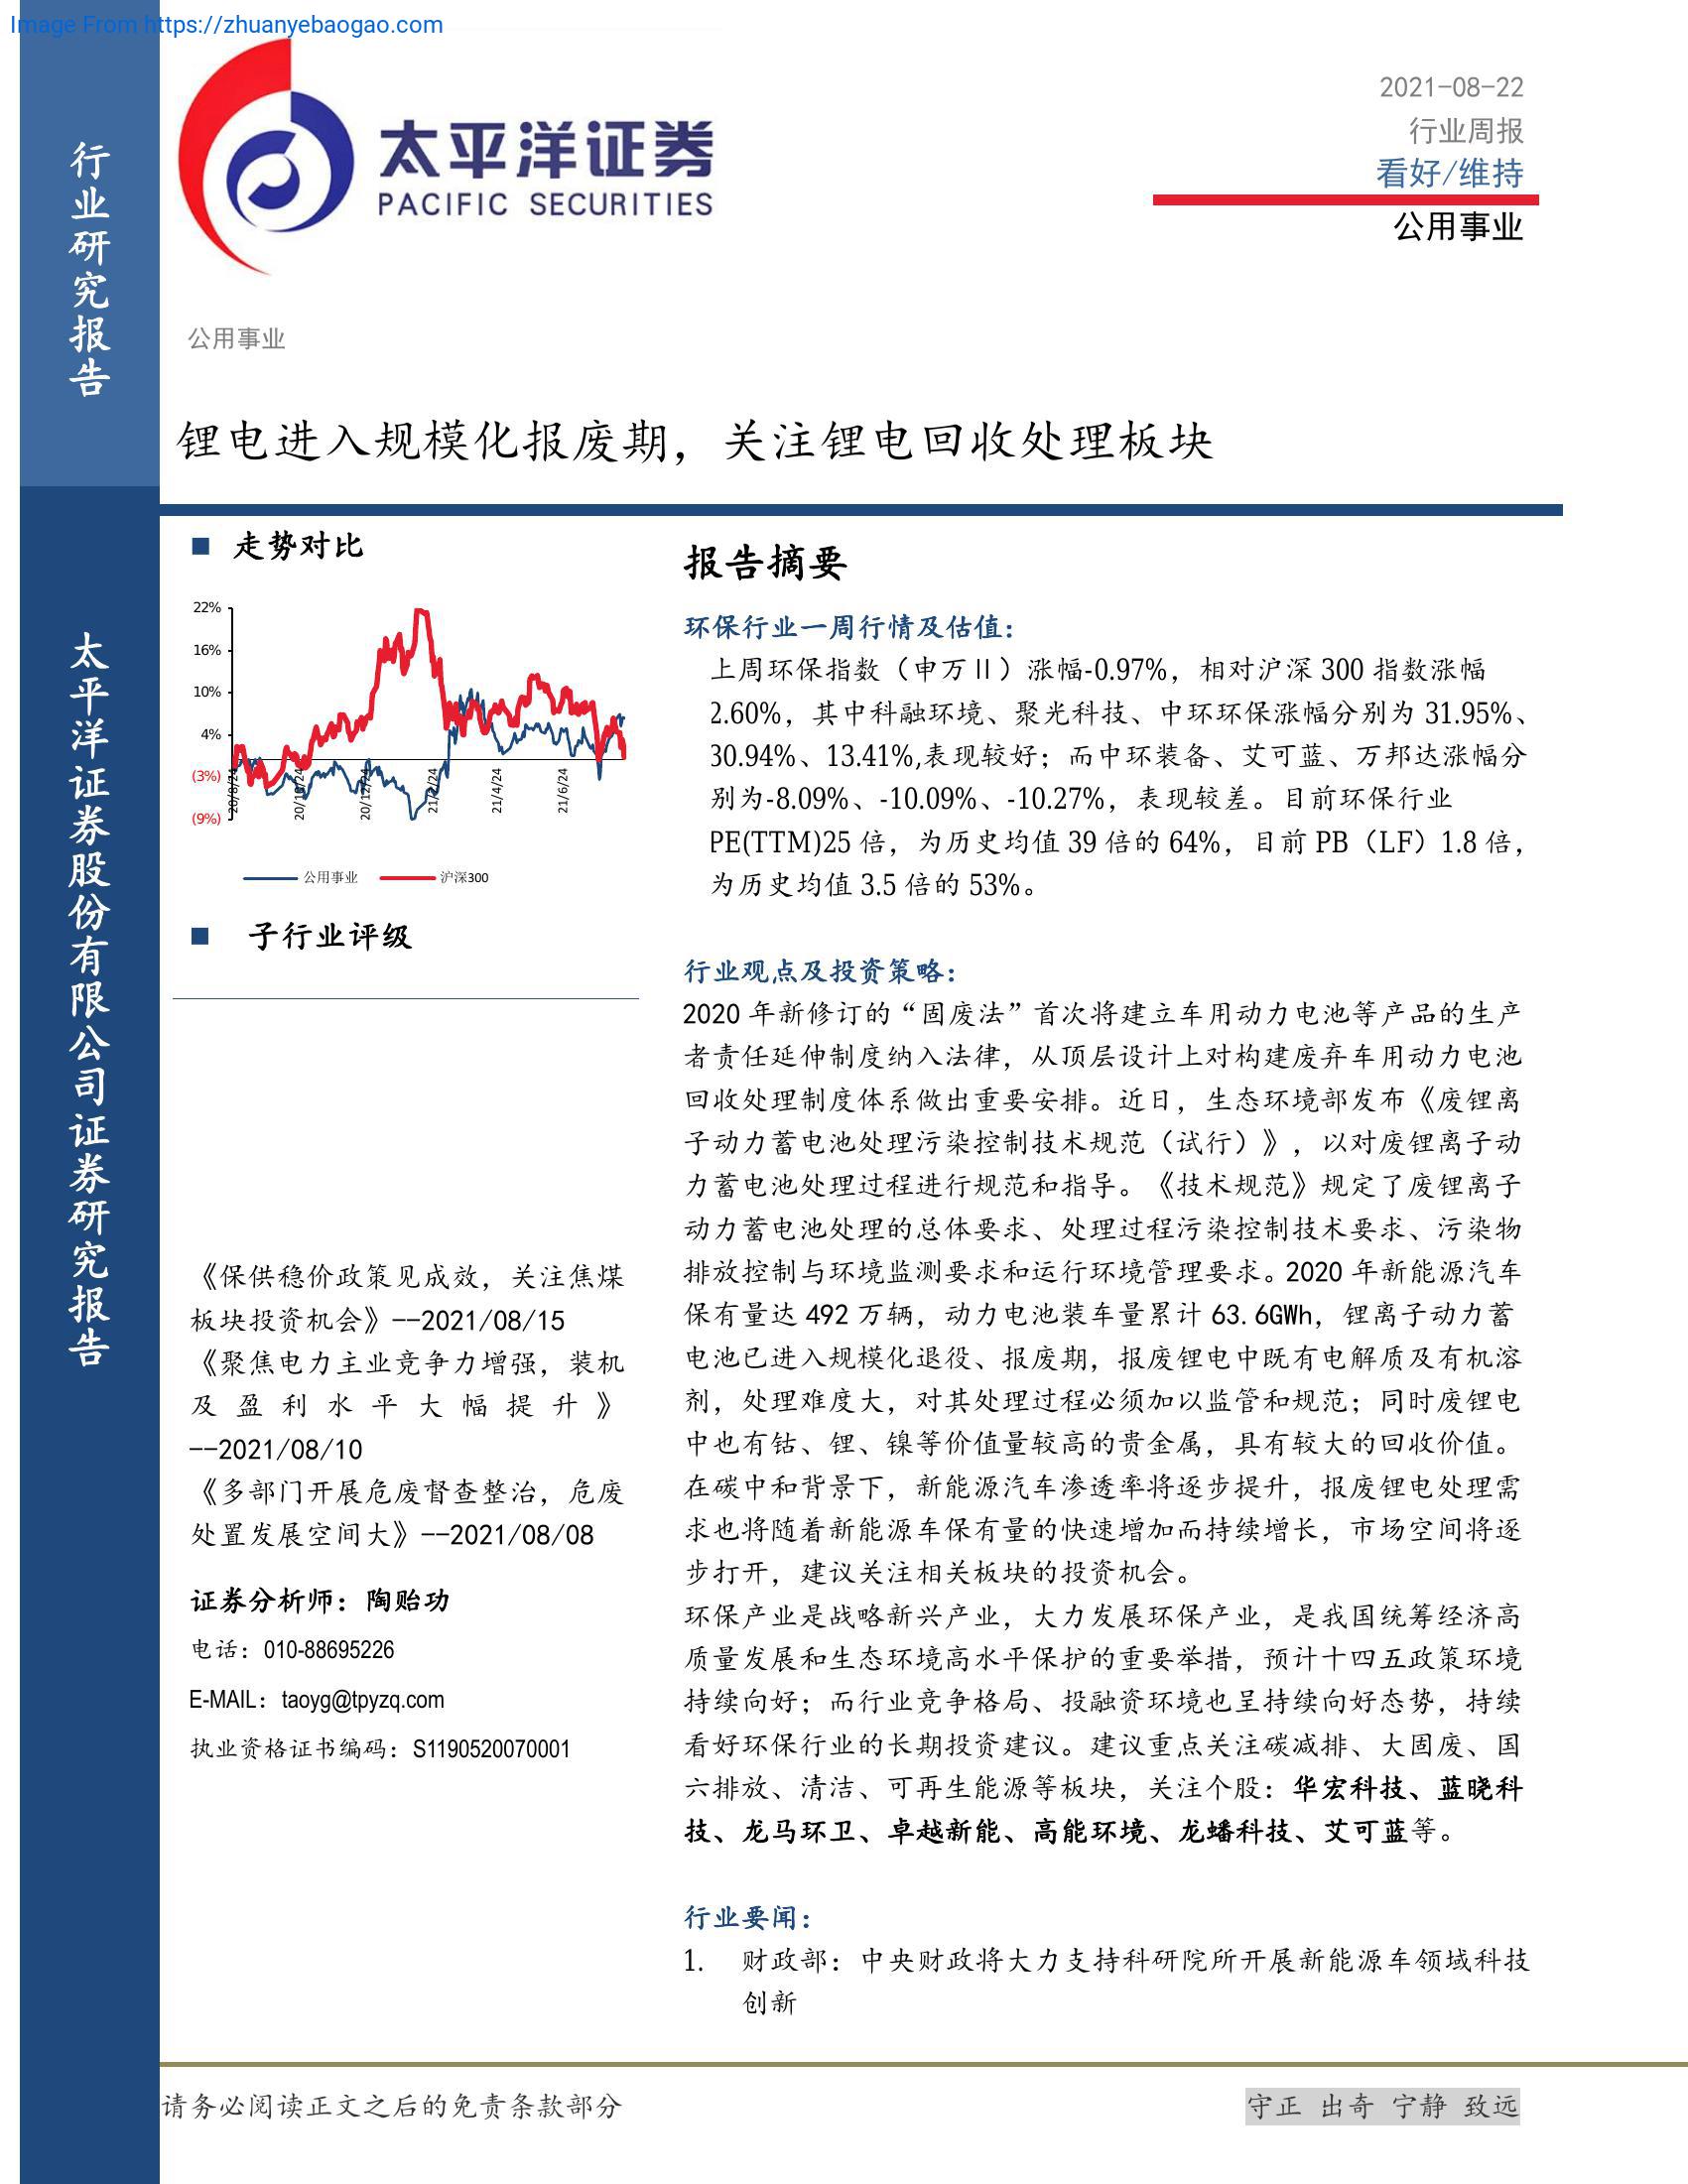 Image From https://zhuanyebaogao.com
行业研究报告
太平洋证券股份有限公司证券研究报告
太平洋证券
PACIFIC SECURITIES
2021-08-22
行业周报
看好/维持
公用事业
公用事业
锂电进入规模化报废期，关注锂电回收处理板块
■ 走势对比
22%
16%
10%
4%
(3%)
(9%)
20/8/24
20/10/24
20/12/24
21/2/24
21/4/24
21/6/24
公用事业 沪深300
■ 子行业评级
《保供稳价政策见成效，关注焦煤
板块投资机会》--2021/08/15
《聚焦电力主业竞争力增强，装机
及盈利水平大幅提升》
--2021/08/10
《多部门开展危废督查整治，危废
处置发展空间大》--2021/08/08
证券分析师：陶贻功
电话：010-88695226
E-MAIL：taoyg@tpyzq.com
执业资格证书编码：S1190520070001
报告摘要
环保行业一周行情及估值：
上周环保指数（申万Ⅱ）涨幅-0.97%，相对沪深 300 指数涨幅
2.60%，其中科融环境、聚光科技、中环环保涨幅分别为 31.95%、
30.94%、13.41%,表现较好；而中环装备、艾可蓝、万邦达涨幅分
别为-8.09%、-10.09%、-10.27%，表现较差。目前环保行业
PE(TTM)25 倍，为历史均值 39 倍的 64%，目前 PB（LF）1.8 倍，
为历史均值 3.5 倍的 53%。
行业观点及投资策略：
2020 年新修订的“固废法”首次将建立车用动力电池等产品的生产
者责任延伸制度纳入法律，从顶层设计上对构建废弃车用动力电池
回收处理制度体系做出重要安排。近日，生态环境部发布《废锂离
子动力蓄电池处理污染控制技术规范（试行）》，以对废锂离子动
力蓄电池处理过程进行规范和指导。《技术规范》规定了废锂离子
动力蓄电池处理的总体要求、处理过程污染控制技术要求、污染物
排放控制与环境监测要求和运行环境管理要求。2020 年新能源汽车
保有量达 492 万辆，动力电池装车量累计 63.6GWh，锂离子动力蓄
电池已进入规模化退役、报废期，报废锂电中既有电解质及有机溶
剂，处理难度大，对其处理过程必须加以监管和规范；同时废锂电
中也有钴、锂、镍等价值量较高的贵金属，具有较大的回收价值。
在碳中和背景下，新能源汽车渗透率将逐步提升，报废锂电处理需
求也将随着新能源车保有量的快速增加而持续增长，市场空间将逐
步打开，建议关注相关板块的投资机会。
环保产业是战略新兴产业，大力发展环保产业，是我国统筹经济高
质量发展和生态环境高水平保护的重要举措，预计十四五政策环境
持续向好；而行业竞争格局、投融资环境也呈持续向好态势，持续
看好环保行业的长期投资建议。建议重点关注碳减排、大固废、国
六排放、清洁、可再生能源等板块，关注个股：华宏科技、蓝晓科
技、龙马环卫、卓越新能、高能环境、龙蟠科技、艾可蓝等。
行业要闻：
1. 财政部：中央财政将大力支持科研院所开展新能源车领域科技
创新
请务必阅读正文之后的免责条款部分
守正 出奇 宁静 致远